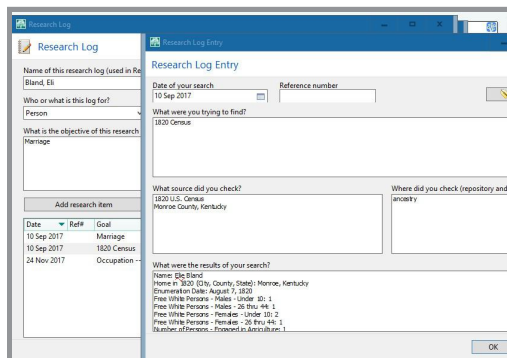 Research Log
Research Log
Name of this research log (used in Re
Bland, Eli
Who or what is this log for?
Person
What is the objective of this research
Marriage
Add research item
Date Ref# Goal
10 Sep 2017 Marriage
10 Sep 2017 1820 Census
24 Nov 2017 Occupation --
Research Log Entry
Research Log Entry
Date of your search Reference number
10 Sep 2017
What were you trying to find?
1820 Census
What source did you check? Where did you check (repository and
1820 U.S. Census ancestry
Monroe County, Kentucky
What were the results of your search?
Name: Elie Bland
Home in 1820 (City, County, State): Monroe, Kentucky
Enumeration Date: August 7, 1820
Free White Persons - Males - Under 10: 1
Free White Persons - Males - 26 thru 44: 1
Free White Persons - Females - Under 10: 2
Free White Persons - Females - 26 thru 44: 1
Number of Persons - Engaged in Agriculture: 1
OK